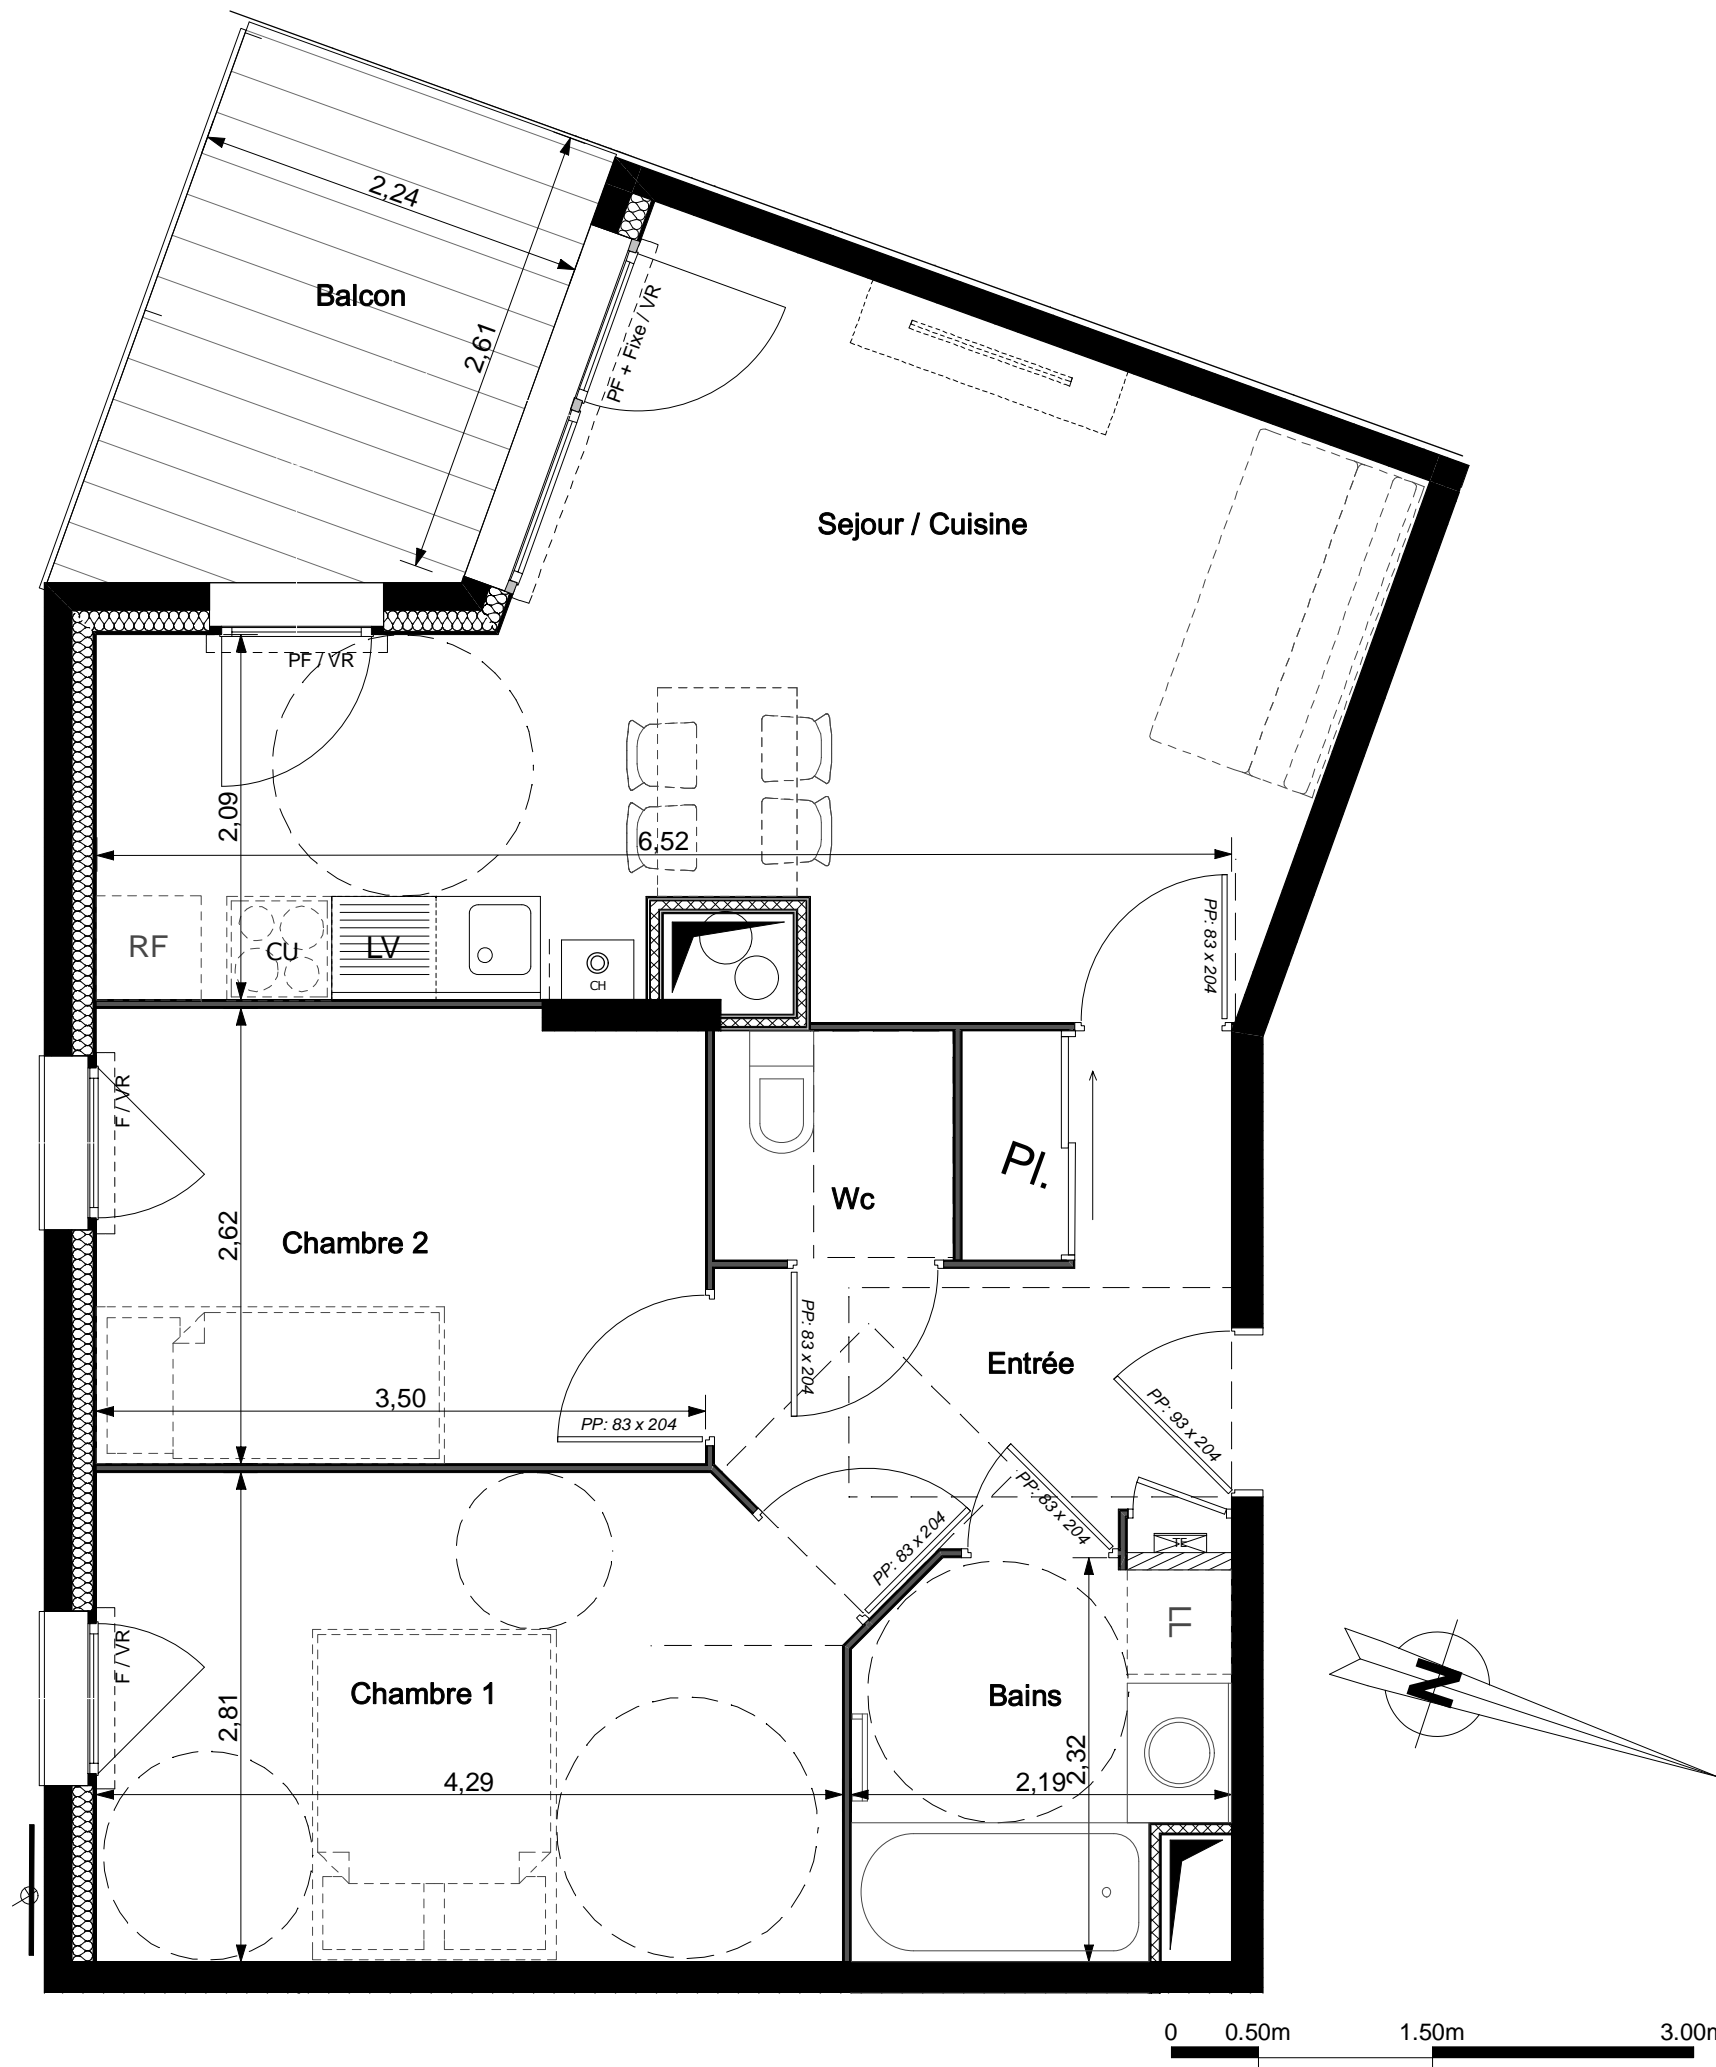 2,24
Balcon
2,61
PF + Fixe / VR
Sejour / Cuisine
PF / VR
2,09
6,52
RF
CU
LV
CH
PP: 83 x 204
F / VR
Pl.
Wc
2,62
Chambre 2
PP: 83 x 204
Entrée
3,50
PP: 83 x 204
PP: 93 x 204
PP: 83 x 204
PP: 83 x 204
TE
LL
F / VR
Chambre 1
Bains
N
2,81
4,29
2,19
2,32
0 0.50m 1.50m 3.00m